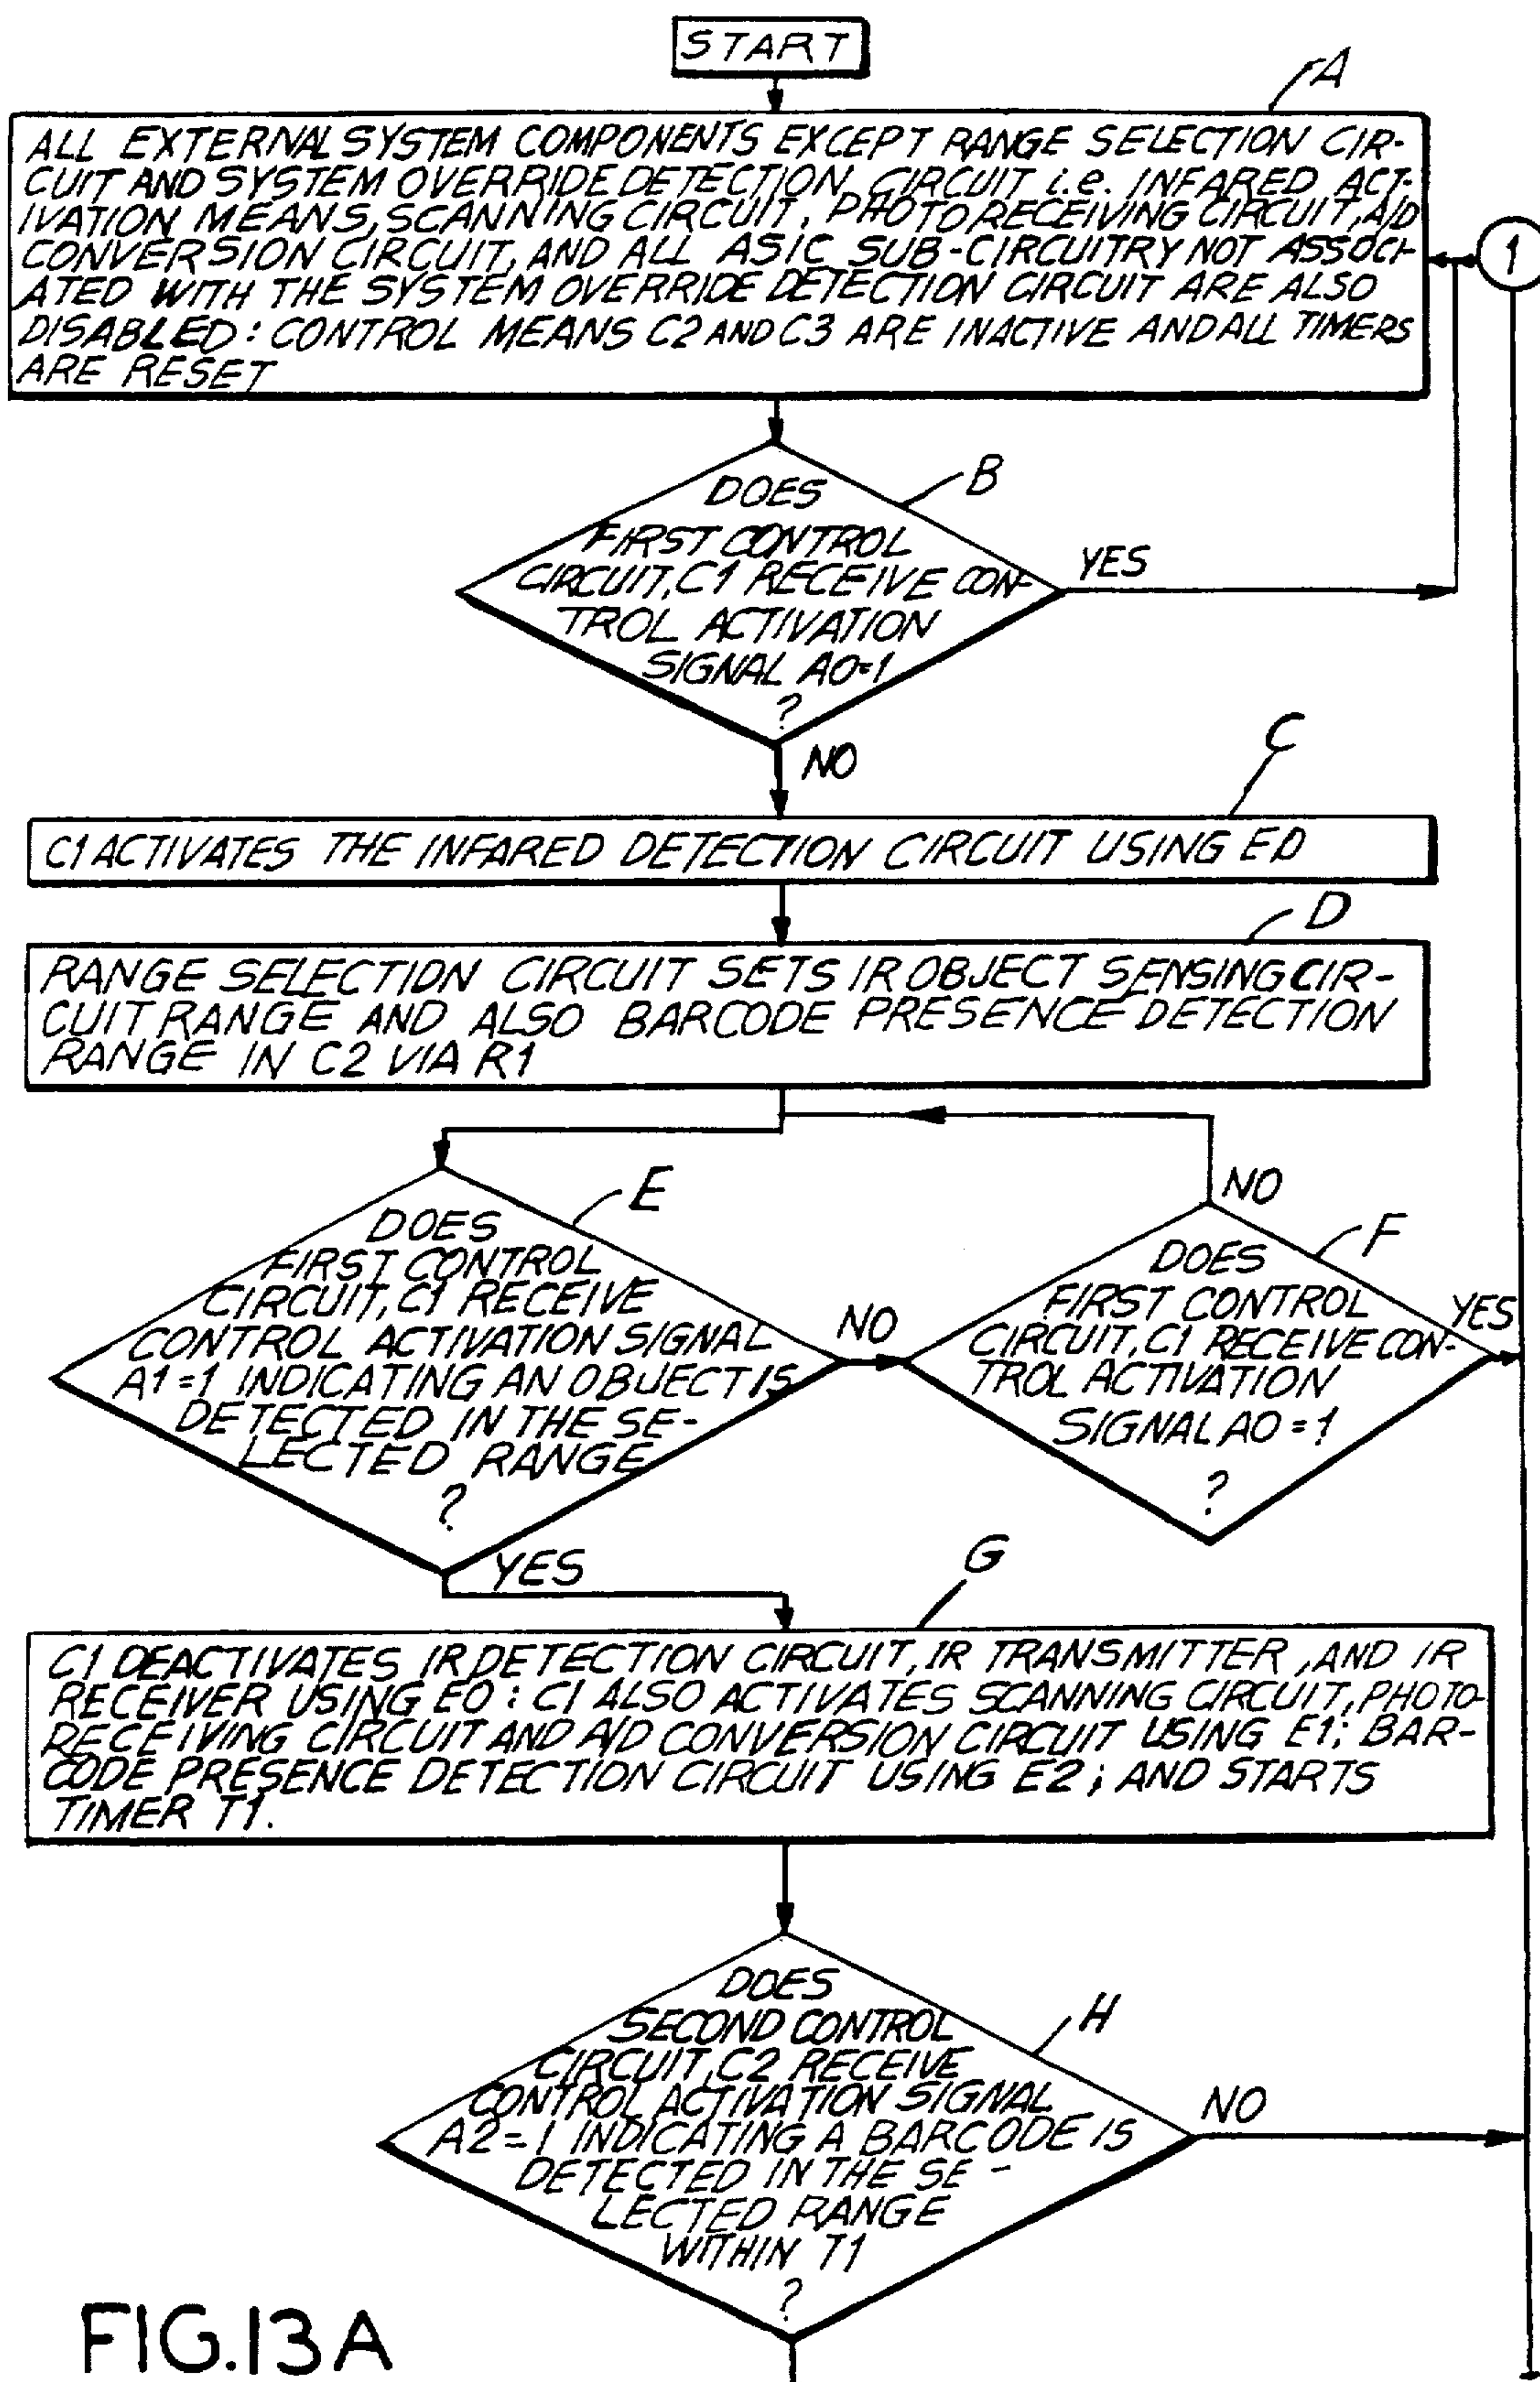 START
A
ALL EXTERNAL SYSTEM COMPONENTS EXCEPT RANGE SELECTION CIR-
CUIT AND SYSTEM OVERRIDE DETECTION CIRCUIT i.e. INFARED ACT-
IVATION MEANS, SCANNING CIRCUIT, PHOTORECEIVING CIRCUIT, A/D
CONVERSION CIRCUIT, AND ALL ASIC SUB-CIRCUITRY NOT ASSOCI-
ATED WITH THE SYSTEM OVERRIDE DETECTION CIRCUIT ARE ALSO
DISABLED: CONTROL MEANS C2 AND C3 ARE INACTIVE AND ALL TIMERS
ARE RESET
1
B
DOES
FIRST CONTROL
CIRCUIT, C1 RECEIVE CON-
TROL ACTIVATION
SIGNAL A0=1
?
YES
NO
C
C1 ACTIVATES THE INFARED DETECTION CIRCUIT USING E0
D
RANGE SELECTION CIRCUIT SETS IR OBJECT SENSING CIR-
CUIT RANGE AND ALSO BARCODE PRESENCE DETECTION
RANGE IN C2 VIA R1
E
DOES
FIRST CONTROL
CIRCUIT, C1 RECEIVE
CONTROL ACTIVATION SIGNAL
A1=1 INDICATING AN OBJECT IS
DETECTED IN THE SE-
LECTED RANGE
?
NO
YES
NO
F
DOES
FIRST CONTROL
CIRCUIT, C1 RECEIVE CON-
TROL ACTIVATION
SIGNAL A0=1
?
YES
G
C1 DEACTIVATES IR DETECTION CIRCUIT, IR TRANSMITTER, AND IR
RECEIVER USING E0: C1 ALSO ACTIVATES SCANNING CIRCUIT, PHOTO-
RECEIVING CIRCUIT AND A/D CONVERSION CIRCUIT USING E1; BAR-
CODE PRESENCE DETECTION CIRCUIT USING E2; AND STARTS
TIMER T1.
H
DOES
SECOND CONTROL
CIRCUIT, C2 RECEIVE
CONTROL ACTIVATION SIGNAL
A2=1 INDICATING A BARCODE IS
DETECTED IN THE SE-
LECTED RANGE
WITHIN T1
?
NO
FIG.13A